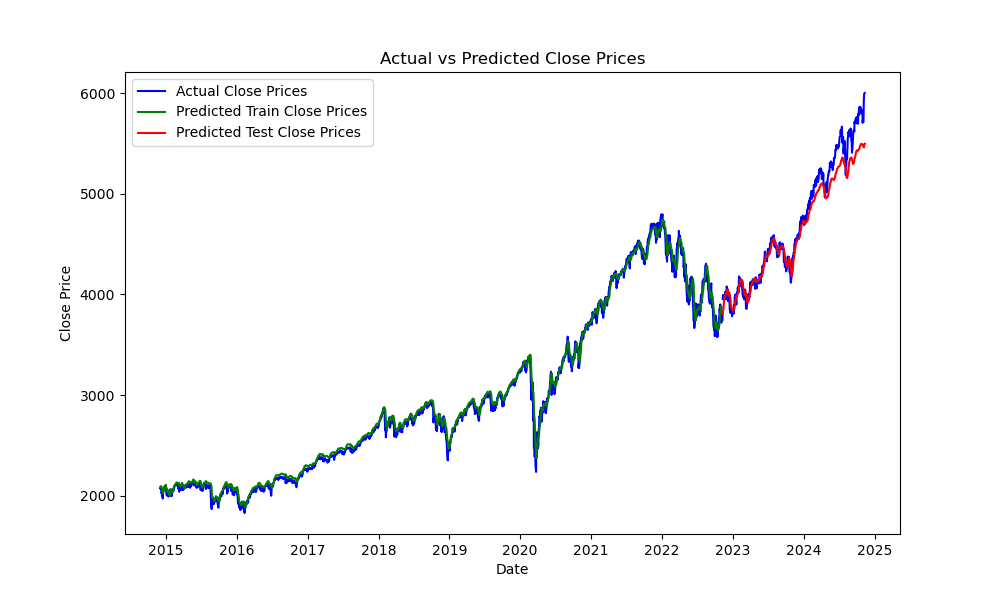 Actual vs Predicted Close Prices
Actual Close Prices
Predicted Train Close Prices
Predicted Test Close Prices
6000
5000
4000
3000
2000
Close Price
2015 2016 2017 2018 2019 2020 2021 2022 2023 2024 2025
Date